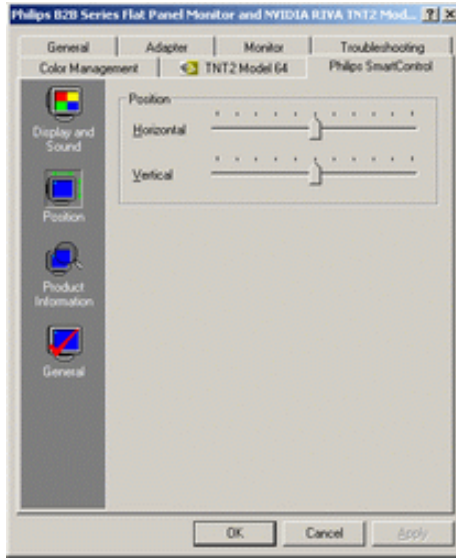 Philips B2B Series Flat Panel Monitor and NVIDIA RIVA TNT2 Mod...
General
Adapter
Monitor
Troubleshooting
Color Management
TNT2 Model 64
Philips SmartControl
Display and
Sound
Position
Product
Information
General
Position
Horizontal
Vertical
OK
Cancel
Apply